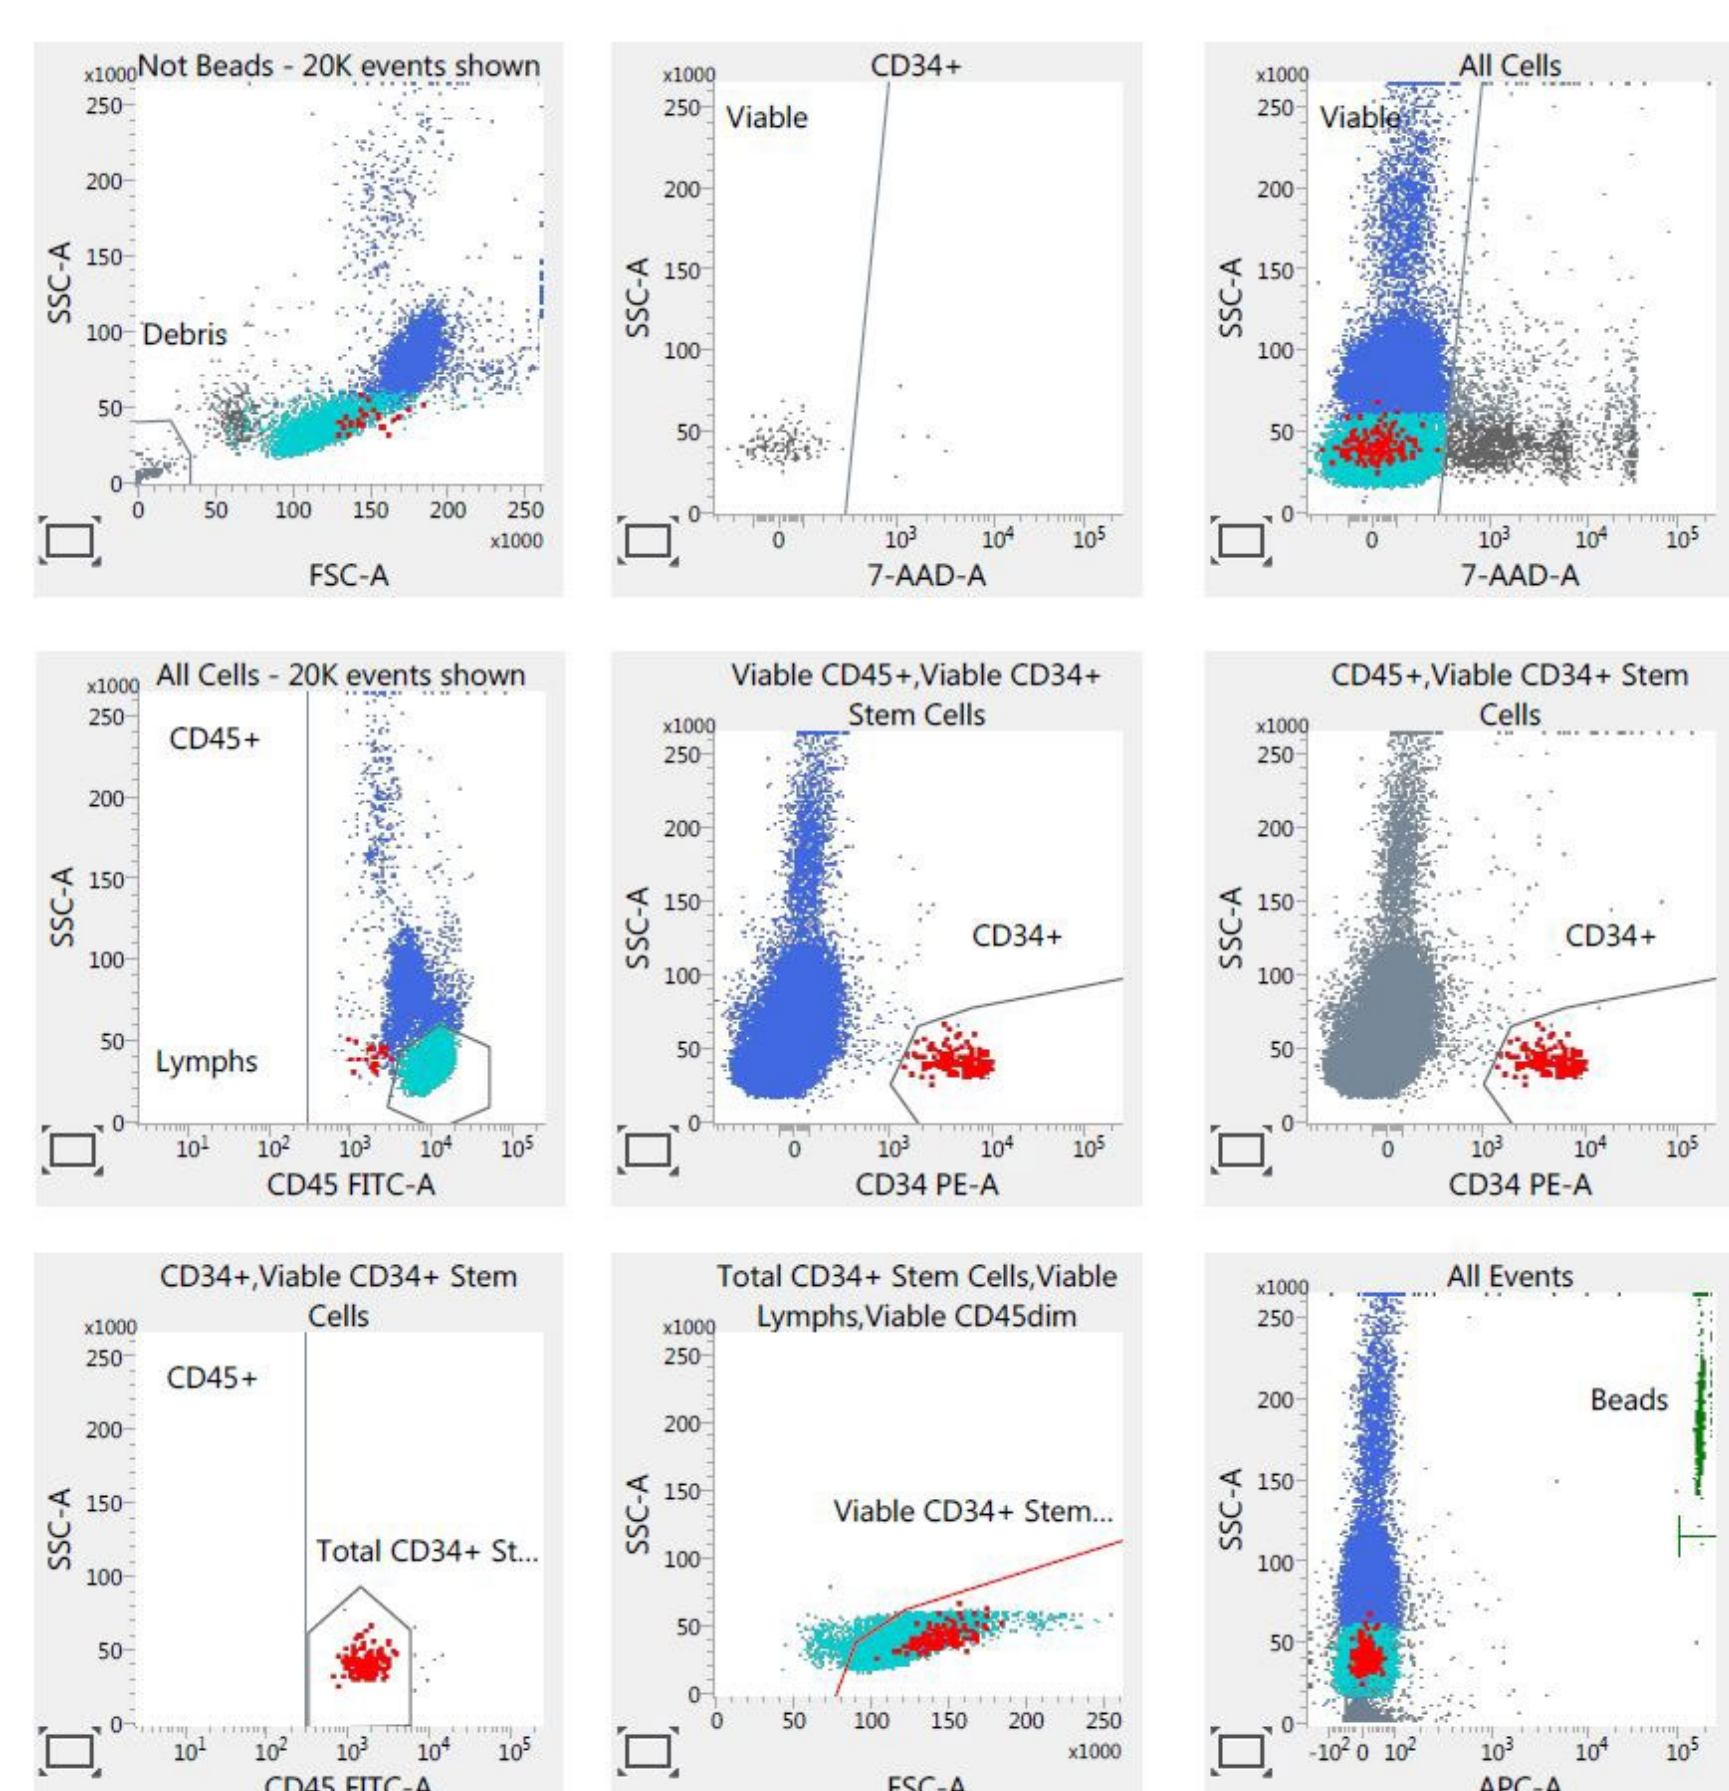 Not Beads - 20K events shown
x1000
250
200
150
100
50
0
SSC-A
Debris
0 50 100 150 200 250
x1000
FSC-A
CD34+
x1000
250
200
150
100
50
0
SSC-A
Viable
0 10³ 10⁴ 10⁵
7-AAD-A
All Cells
x1000
250
200
150
100
50
0
SSC-A
Viable
0 10³ 10⁴ 10⁵
7-AAD-A
All Cells - 20K events shown
x1000
250
200
150
100
50
0
SSC-A
CD45+
Lymphs
10¹ 10² 10³ 10⁴ 10⁵
CD45 FITC-A
Viable CD45+,Viable CD34+
Stem Cells
x1000
250
200
150
100
50
0
SSC-A
CD34+
0 10³ 10⁴ 10⁵
CD34 PE-A
CD45+,Viable CD34+ Stem
Cells
x1000
250
200
150
100
50
0
SSC-A
CD34+
0 10³ 10⁴ 10⁵
CD34 PE-A
CD34+,Viable CD34+ Stem
Cells
x1000
250
200
150
100
50
0
SSC-A
CD45+
Total CD34+ St...
10¹ 10² 10³ 10⁴ 10⁵
CD45 FITC-A
Total CD34+ Stem Cells,Viable
Lymphs,Viable CD45dim
x1000
250
200
150
100
50
0
SSC-A
Viable CD34+ Stem...
0 50 100 150 200 250
x1000
FSC-A
All Events
x1000
250
200
150
100
50
0
SSC-A
Beads
-10² 0 10² 10³ 10⁴ 10⁵
APC-A